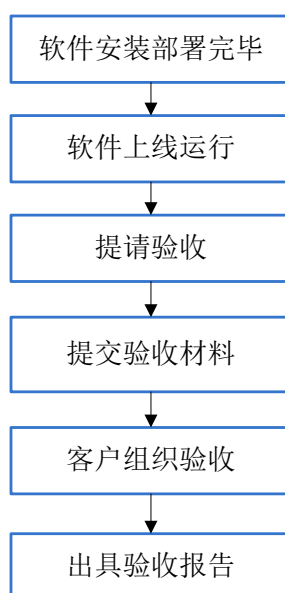 软件安装部署完毕
软件上线运行
提请验收
提交验收材料
客户组织验收
出具验收报告